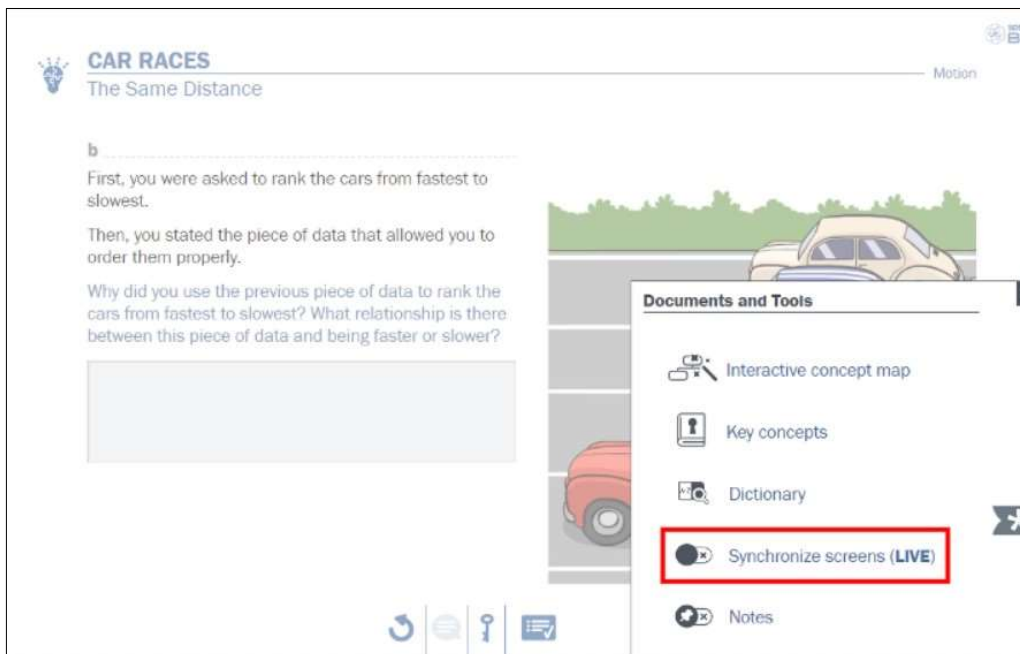 CAR RACES
The Same Distance
Motion
b
First, you were asked to rank the cars from fastest to
slowest.
Then, you stated the piece of data that allowed you to
order them properly.
Why did you use the previous piece of data to rank the
cars from fastest to slowest? What relationship is there
between this piece of data and being faster or slower?
Documents and Tools
Interactive concept map
Key concepts
Dictionary
Synchronize screens (LIVE)
Notes